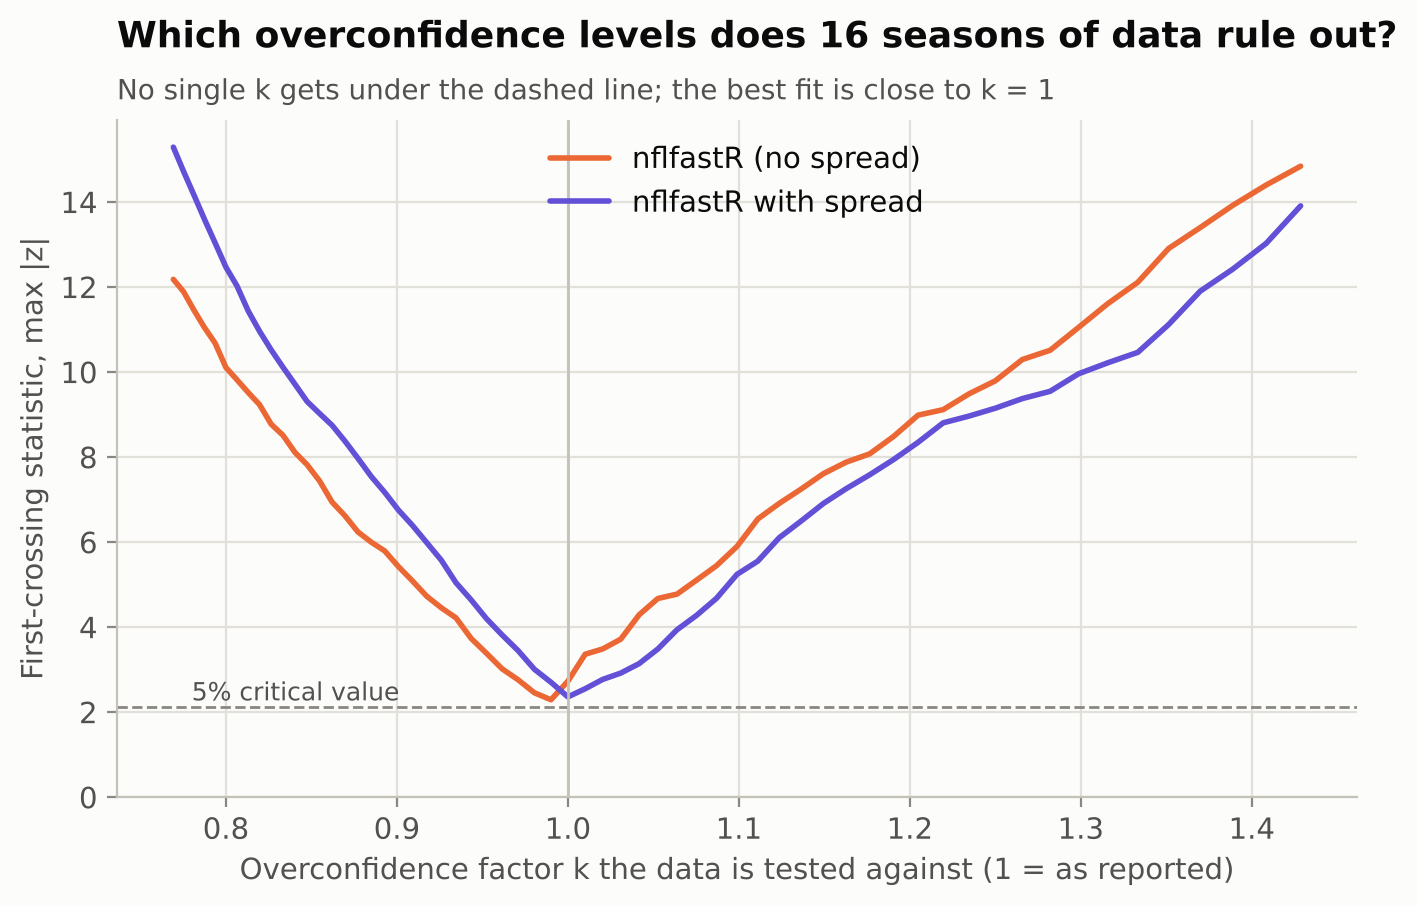 Which overconfidence levels does 16 seasons of data rule out?
No single k gets under the dashed line; the best fit is close to k = 1
nflfastR (no spread)
nflfastR with spread
First-crossing statistic, max |z|
14
12
10
8
6
4
2
0
5% critical value
0.8 0.9 1.0 1.1 1.2 1.3 1.4
Overconfidence factor k the data is tested against (1 = as reported)